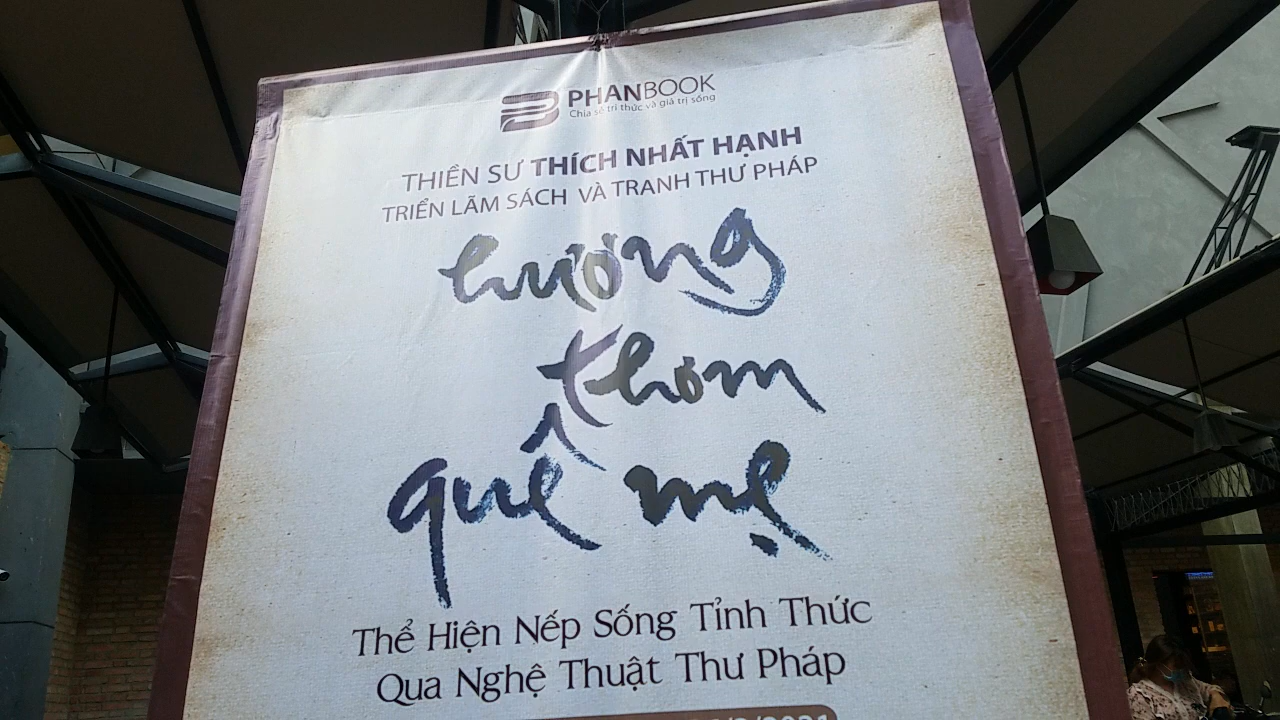 PHANBOOK
Chia sẻ tri thức và giá trị sống
THIỀN SƯ THÍCH NHẤT HẠNH
TRIỂN LÃM SÁCH VÀ TRANH THƯ PHÁP
hương
thơm
quê mẹ
Thể Hiện Nếp Sống Tỉnh Thức
Qua Nghệ Thuật Thư Pháp